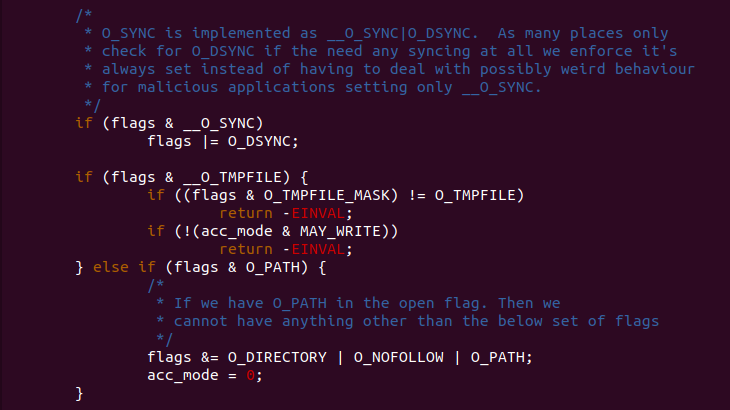 /*
 * O_SYNC is implemented as __O_SYNC|O_DSYNC.  As many places only
 * check for O_DSYNC if the need any syncing at all we enforce it's
 * always set instead of having to deal with possibly weird behaviour
 * for malicious applications setting only __O_SYNC.
 */
if (flags & __O_SYNC)
        flags |= O_DSYNC;

if (flags & __O_TMPFILE) {
        if ((flags & O_TMPFILE_MASK) != O_TMPFILE)
                return -EINVAL;
        if (!(acc_mode & MAY_WRITE))
                return -EINVAL;
} else if (flags & O_PATH) {
        /*
         * If we have O_PATH in the open flag. Then we
         * cannot have anything other than the below set of flags
         */
        flags &= O_DIRECTORY | O_NOFOLLOW | O_PATH;
        acc_mode = 0;
}